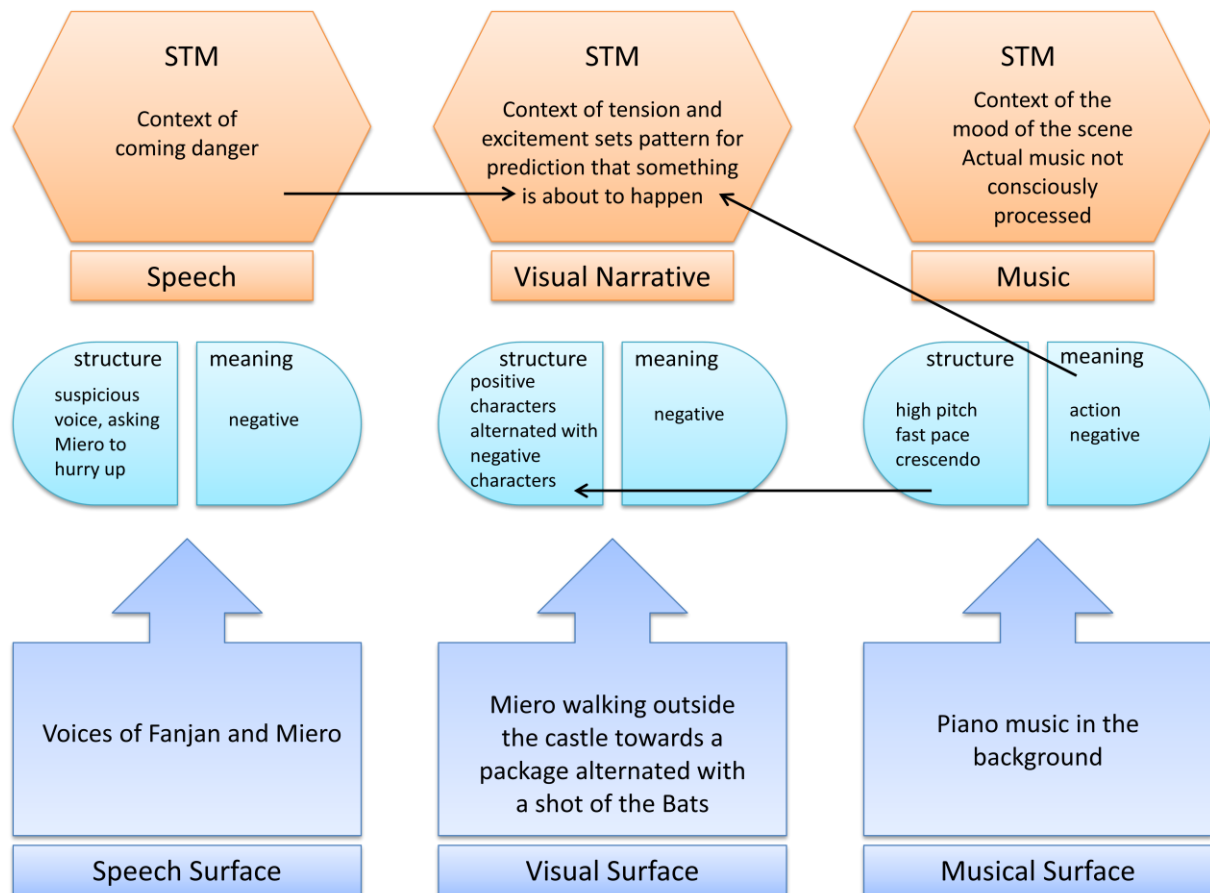 STM
Context of
coming danger
STM
Context of tension and
excitement sets pattern for
prediction that something
is about to happen
STM
Context of the
mood of the scene
Actual music not
consciously
processed
Speech
Visual Narrative
Music
structure
suspicious
voice, asking
Miero to
hurry up
meaning
negative
structure
positive
characters
alternated with
negative
characters
meaning
negative
structure
high pitch
fast pace
crescendo
meaning
action
negative
Voices of Fanjan and Miero
Miero walking outside
the castle towards a
package alternated with
a shot of the Bats
Piano music in the
background
Speech Surface
Visual Surface
Musical Surface